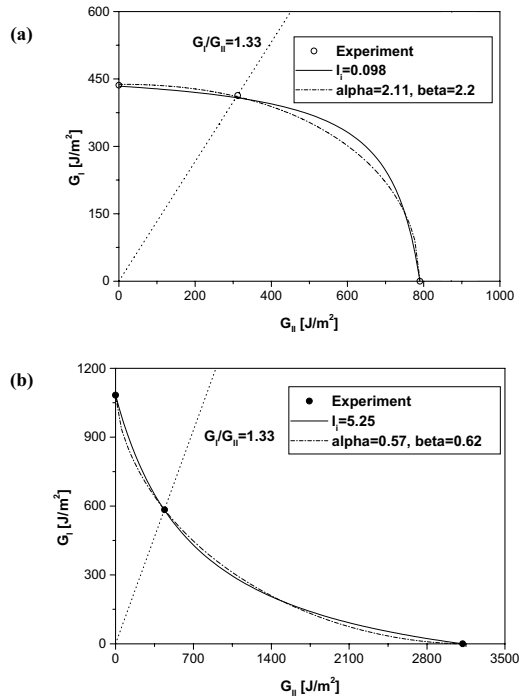 (a)
G_I/G_II=1.33
Experiment
I_i=0.098
alpha=2.11, beta=2.2
600
450
300
150
0
G_I [J/m²]
0
200
400
600
800
1000
G_II [J/m²]
(b)
G_I/G_II=1.33
Experiment
I_i=5.25
alpha=0.57, beta=0.62
1200
900
600
300
0
G_I [J/m²]
0
700
1400
2100
2800
3500
G_II [J/m²]